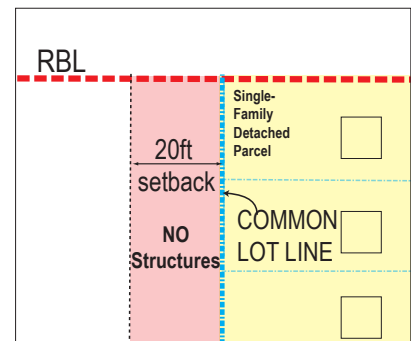 RBL
Single-
Family
Detached
Parcel
20ft
setback
COMMON
LOT LINE
NO
Structures